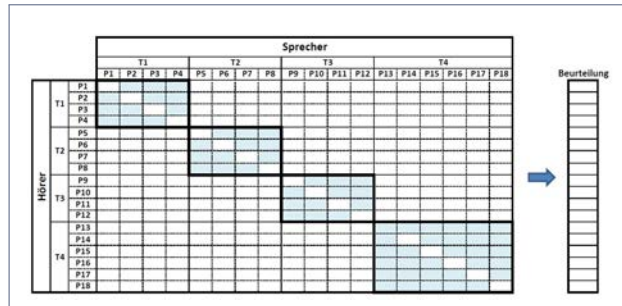 Sprecher
T1 T2 T3 T4
P1 P2 P3 P4 P5 P6 P7 P8 P9 P10 P11 P12 P13 P14 P15 P16 P17 P18
Beurteilung
Hörer
T1
P1
P2
P3
P4
T2
P5
P6
P7
P8
T3
P9
P10
P11
P12
T4
P13
P14
P15
P16
P17
P18